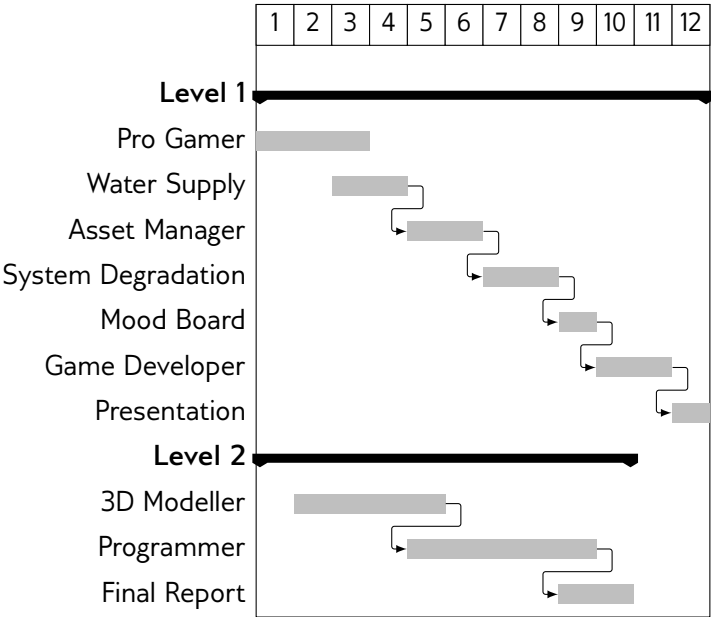 1 2 3 4 5 6 7 8 9 10 11 12
Level 1
Pro Gamer
Water Supply
Asset Manager
System Degradation
Mood Board
Game Developer
Presentation
Level 2
3D Modeller
Programmer
Final Report